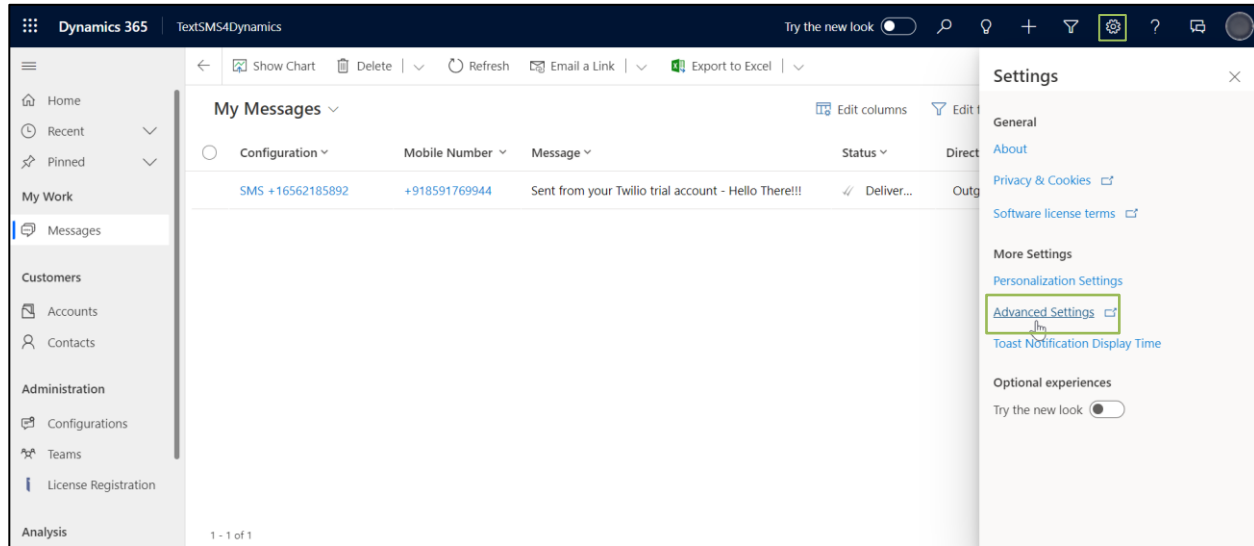 Dynamics 365 TextSMS4Dynamics Try the new look
Show Chart Delete Refresh Email a Link Export to Excel
Home
Recent
Pinned
My Work
Messages
Customers
Accounts
Contacts
Administration
Configurations
Teams
License Registration
Analysis
My Messages Edit columns Edit f
Configuration Mobile Number Message Status Direct
SMS +16562185892 +918591769944 Sent from your Twilio trial account - Hello There!!! Deliver... Outg
1 - 1 of 1
Settings
General
About
Privacy & Cookies
Software license terms
More Settings
Personalization Settings
Advanced Settings
Toast Notification Display Time
Optional experiences
Try the new look